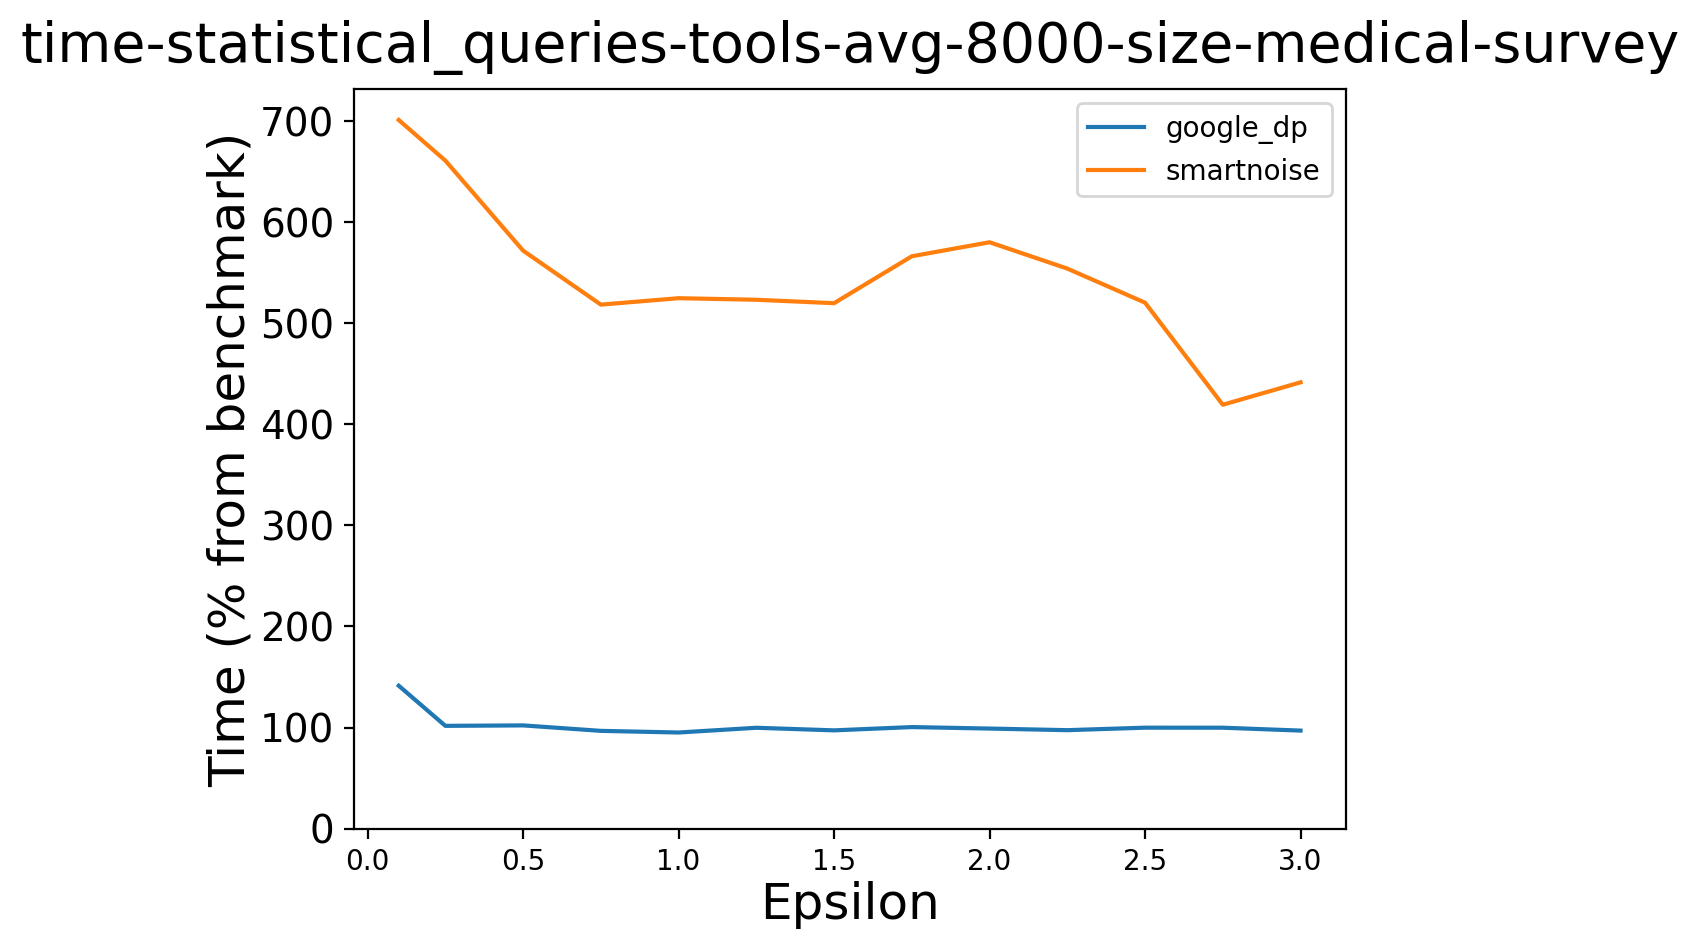 time-statistical_queries-tools-avg-8000-size-medical-survey
google_dp
smartnoise
Time (% from benchmark)
700
600
500
400
300
200
100
0
0.0 0.5 1.0 1.5 2.0 2.5 3.0
Epsilon